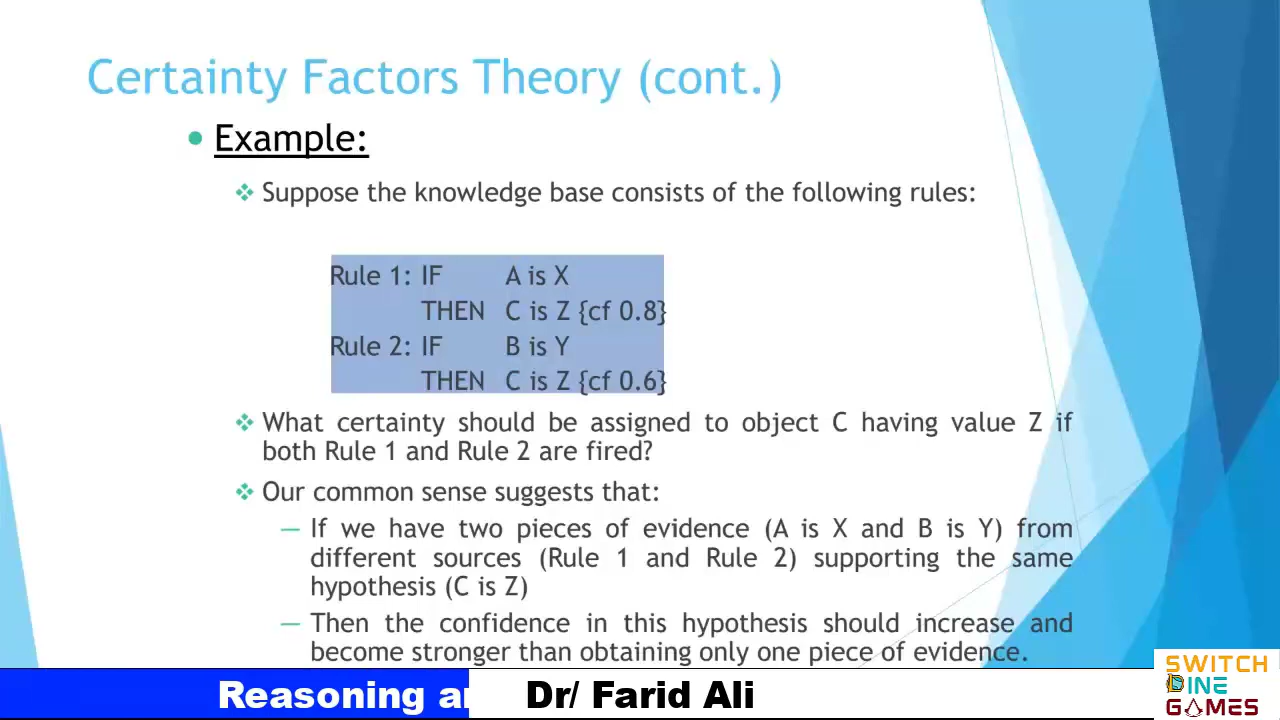 Certainty Factors Theory (cont.)
• Example:
❖ Suppose the knowledge base consists of the following rules:
Rule 1: IF A is X
THEN C is Z {cf 0.8}
Rule 2: IF B is Y
THEN C is Z {cf 0.6}
❖ What certainty should be assigned to object C having value Z if
both Rule 1 and Rule 2 are fired?
❖ Our common sense suggests that:
— If we have two pieces of evidence (A is X and B is Y) from
different sources (Rule 1 and Rule 2) supporting the same
hypothesis (C is Z)
— Then the confidence in this hypothesis should increase and
become stronger than obtaining only one piece of evidence.
Reasoning a Dr/ Farid Ali
SWITCH
DINE
GAMES